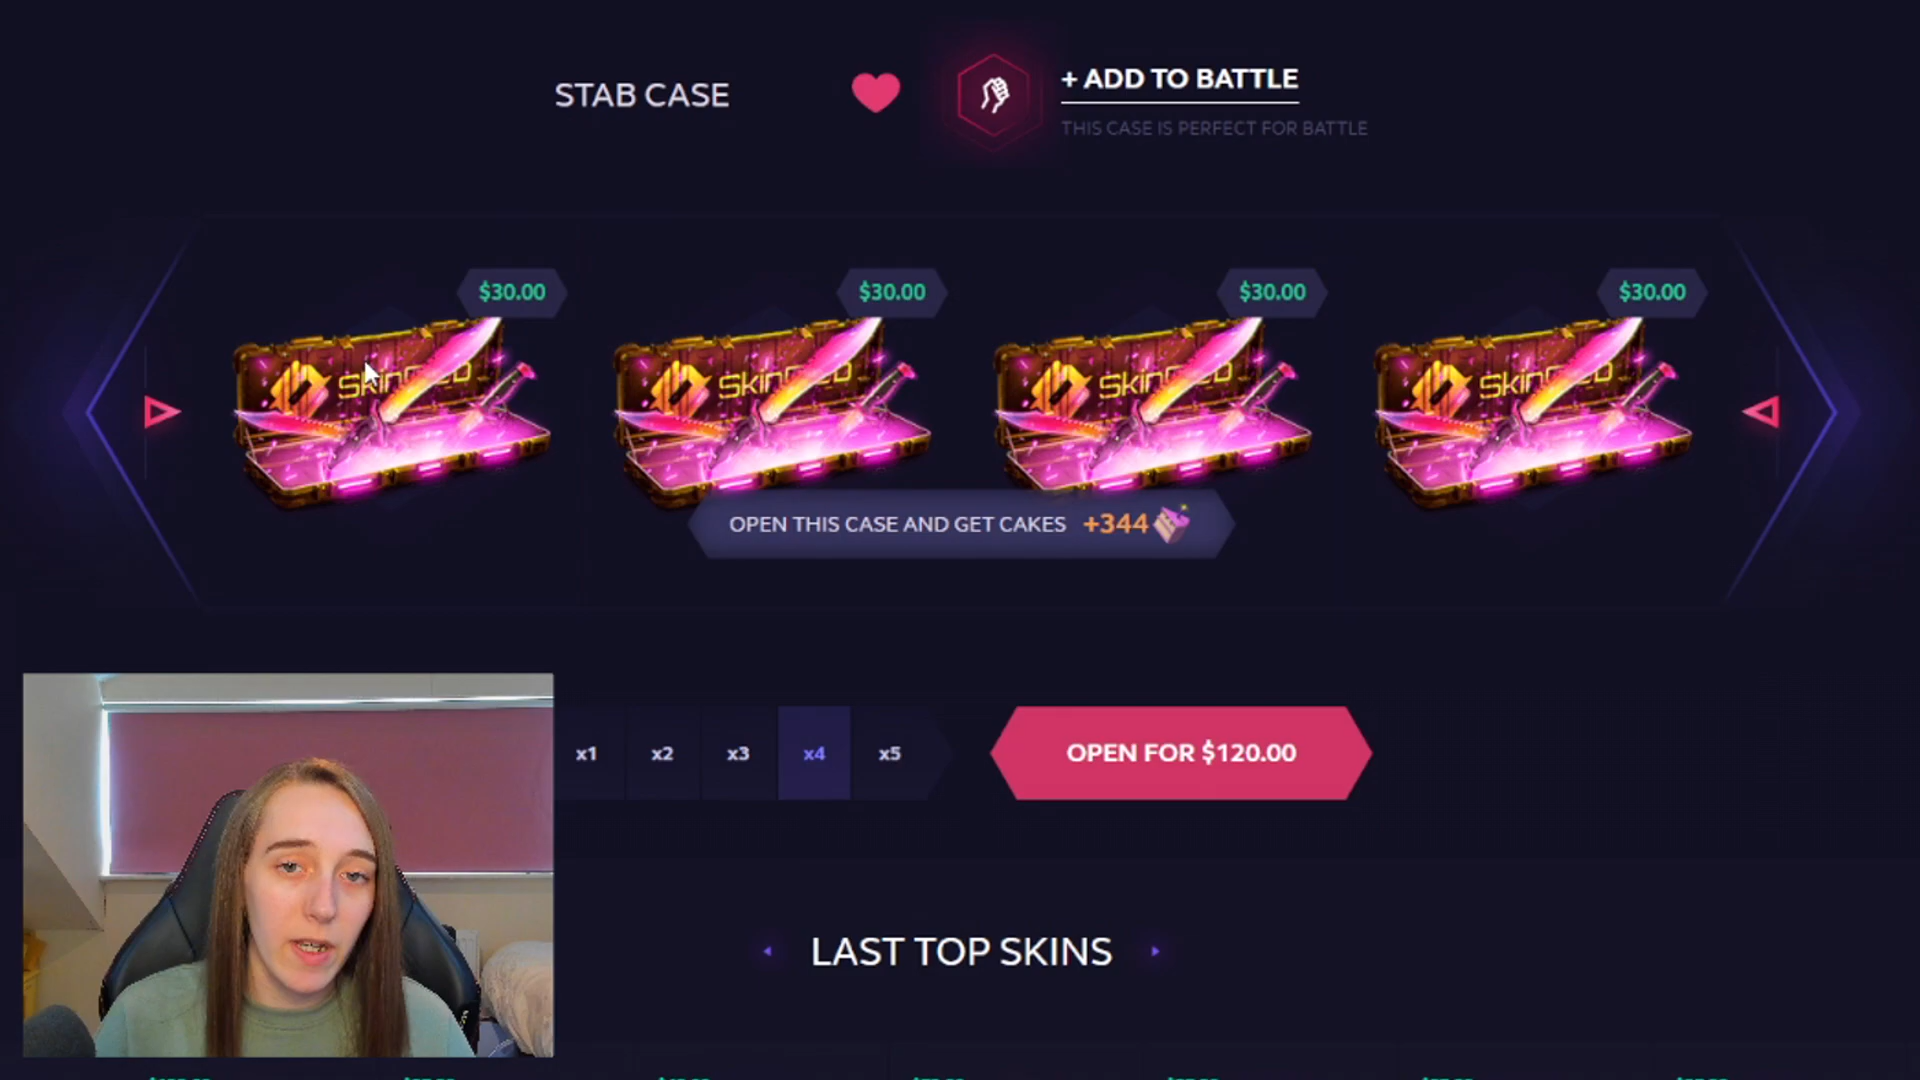 STAB CASE
+ ADD TO BATTLE
THIS CASE IS PERFECT FOR BATTLE
$30.00
$30.00
$30.00
$30.00
OPEN THIS CASE AND GET CAKES +344
x1 x2 x3 x4 x5
OPEN FOR $120.00
LAST TOP SKINS